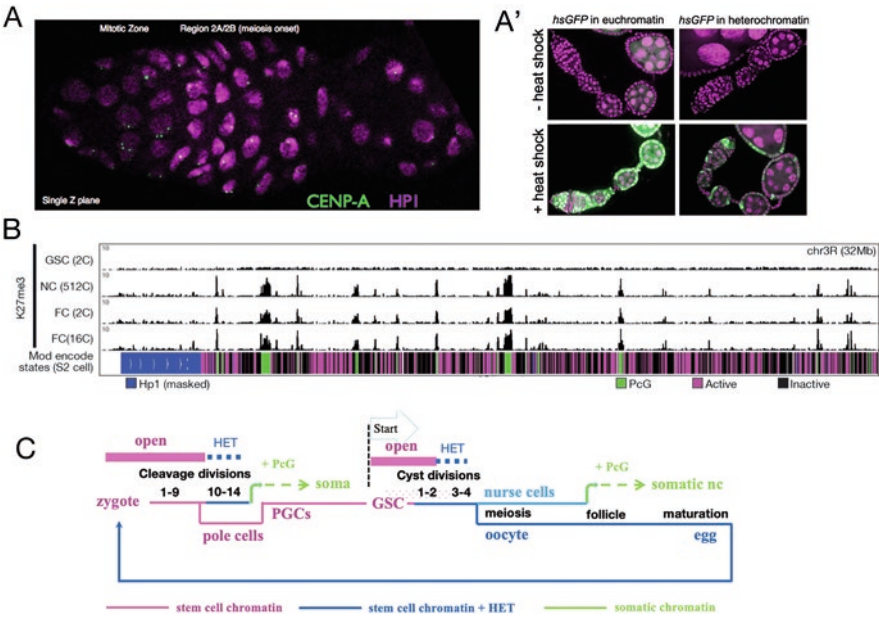 A
Mitotic Zone Region 2A/2B (meiosis onset)
Single Z plane
CENP-A HP1
A'
hsGFP in euchromatin hsGFP in heterochromatin
- heat shock
+ heat shock
B
K27me3
10 chr3R (32Mb)
GSC (2C)
10
NC (512C)
10
FC (2C)
10
FC(16C)
Mod encode
states (S2 cell)
Hp1 (masked) PcG Active Inactive
C
Start
open HET open HET
Cleavage divisions + PcG Cyst divisions + PcG
1-9 10-14 soma 1-2 3-4 nurse cells somatic nc
zygote PGCs GSC meiosis follicle maturation
pole cells oocyte egg
stem cell chromatin stem cell chromatin + HET somatic chromatin